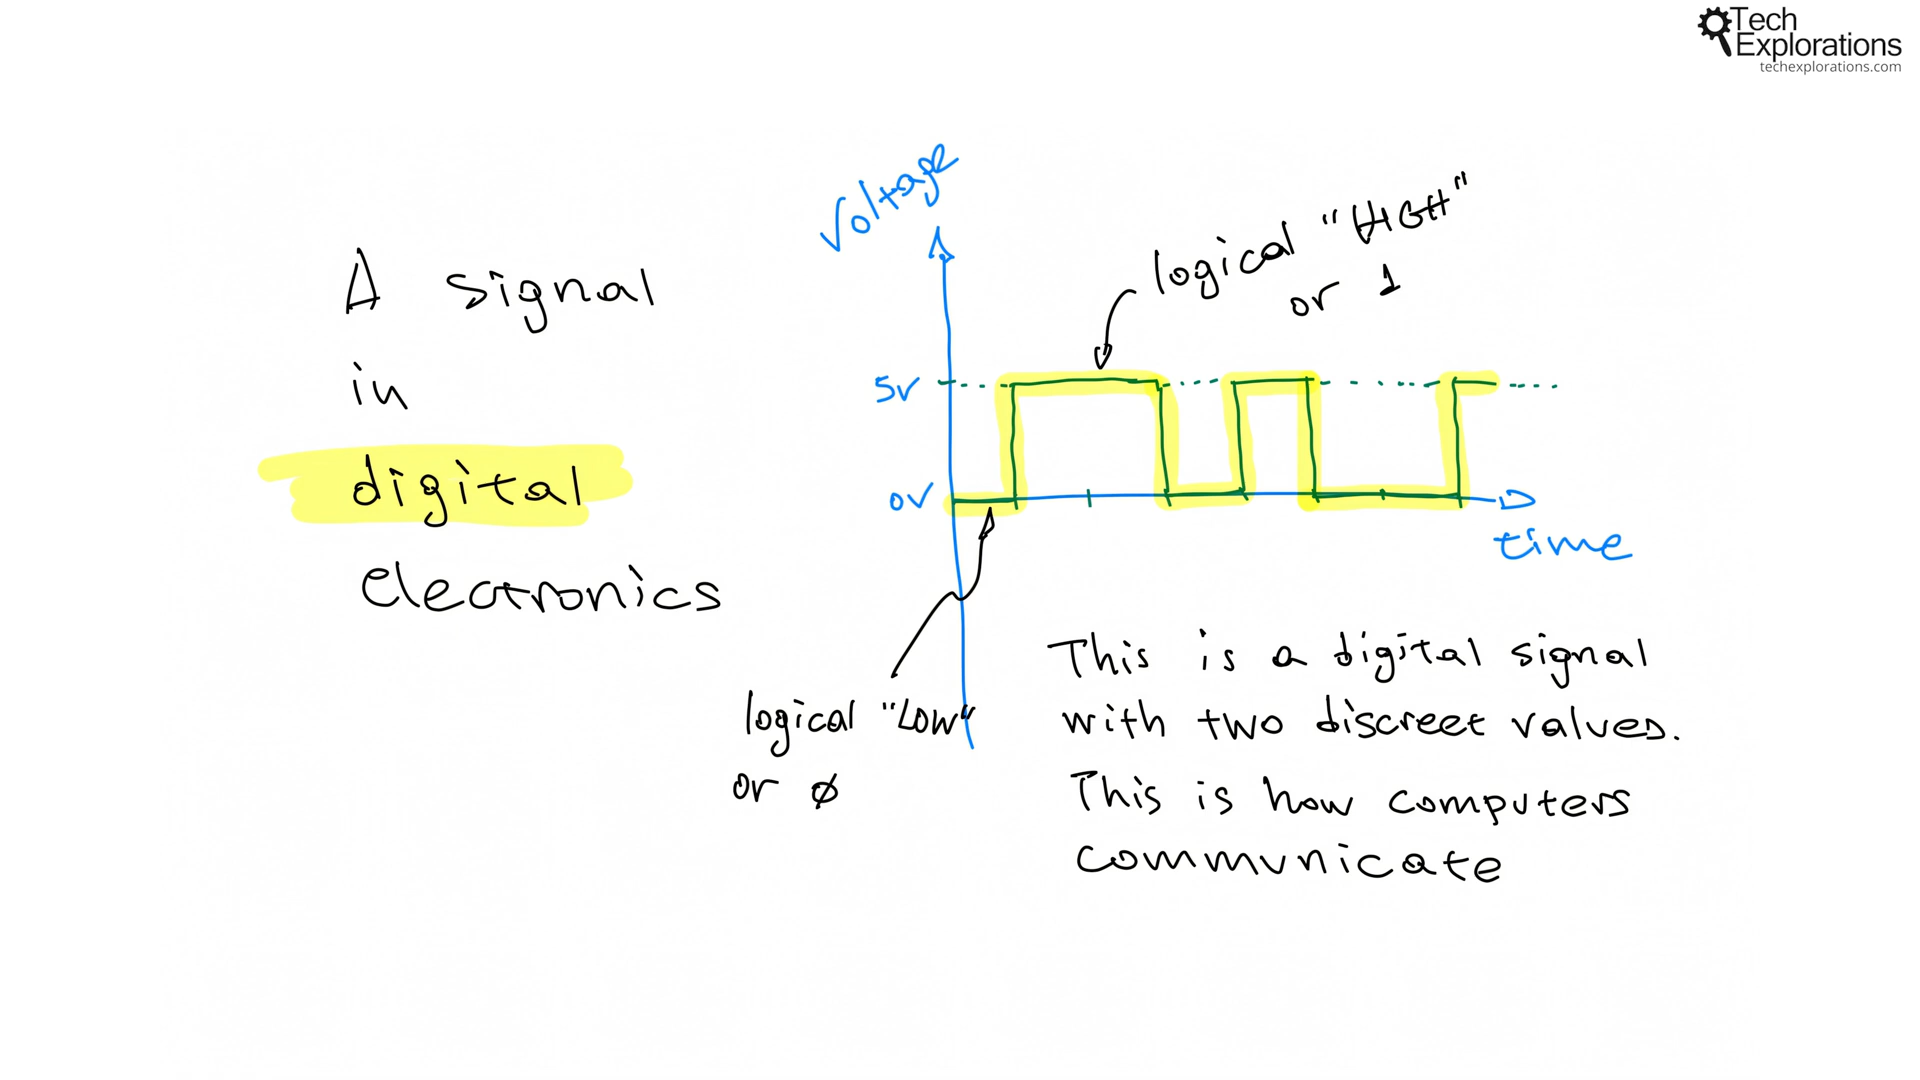 Tech
Explorations
techexplorations.com
A signal
in
digital
electronics
Voltage
logical "HIGH"
or 1
5v
0v
time
logical "LOW"
or 0
This is a digital signal
with two discreet values.
This is how computers
communicate